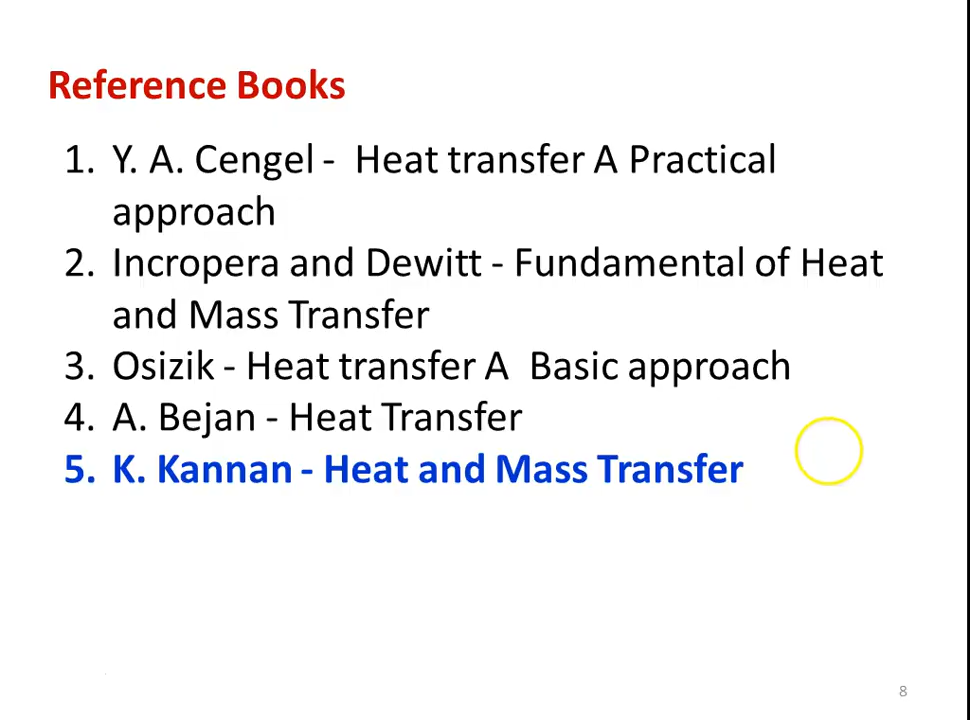 Reference Books
1. Y. A. Cengel -  Heat transfer A Practical
approach
2. Incropera and Dewitt - Fundamental of Heat
and Mass Transfer
3. Osizik - Heat transfer A  Basic approach
4. A. Bejan - Heat Transfer
5. K. Kannan - Heat and Mass Transfer
8